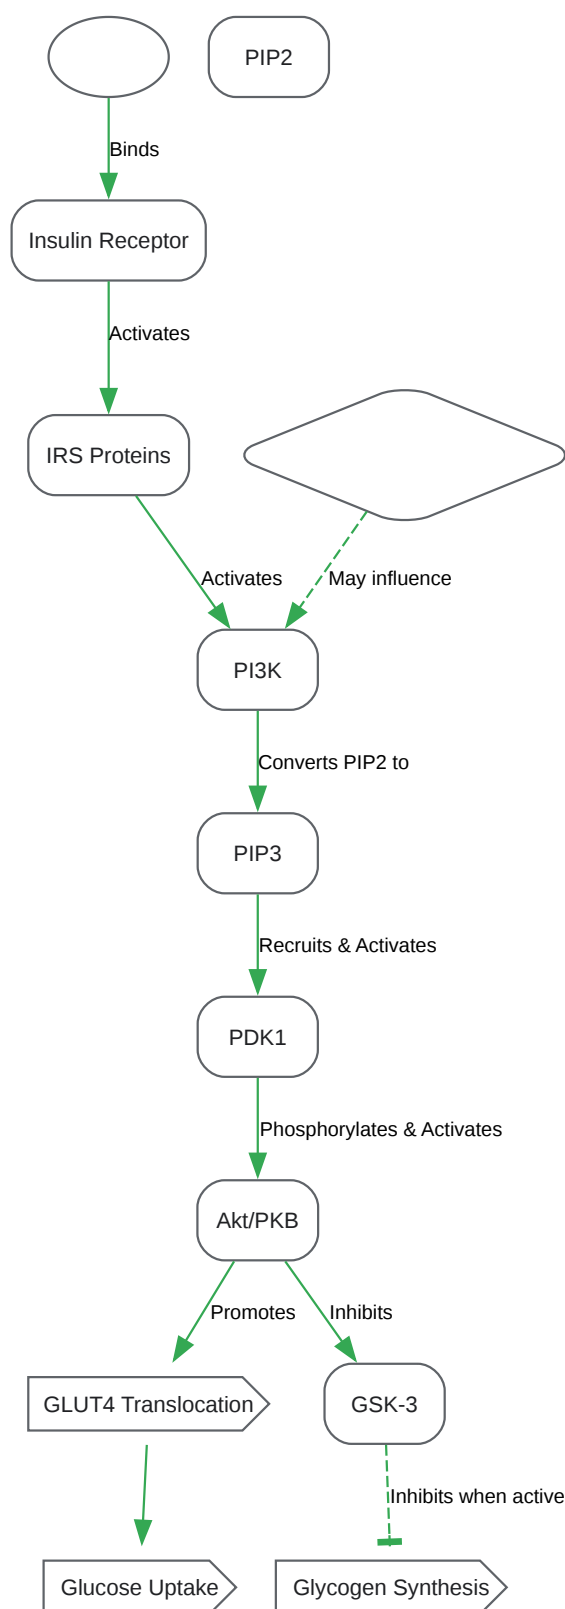 PIP2
Binds
Insulin Receptor
Activates
IRS Proteins
Activates
May influence
PI3K
Converts PIP2 to
PIP3
Recruits & Activates
PDK1
Phosphorylates & Activates
Akt/PKB
Promotes
Inhibits
GLUT4 Translocation
GSK-3
Inhibits when active
Glucose Uptake
Glycogen Synthesis